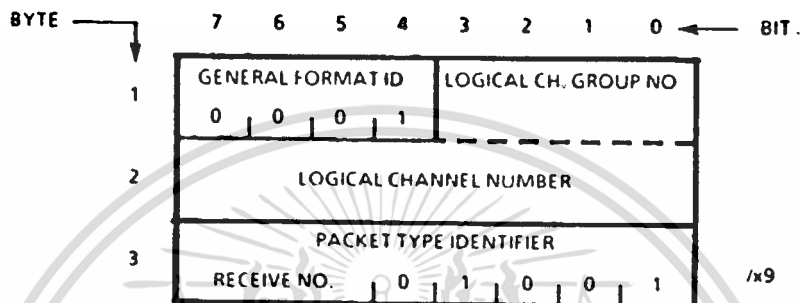 BYTE 7 6 5 4 3 2 1 0 BIT.
1 GENERAL FORMAT ID LOGICAL CH. GROUP NO
0 0 0 1
2 LOGICAL CHANNEL NUMBER
PACKET TYPE IDENTIFIER
3 RECEIVE NO. 0 1 0 0 1 /x9